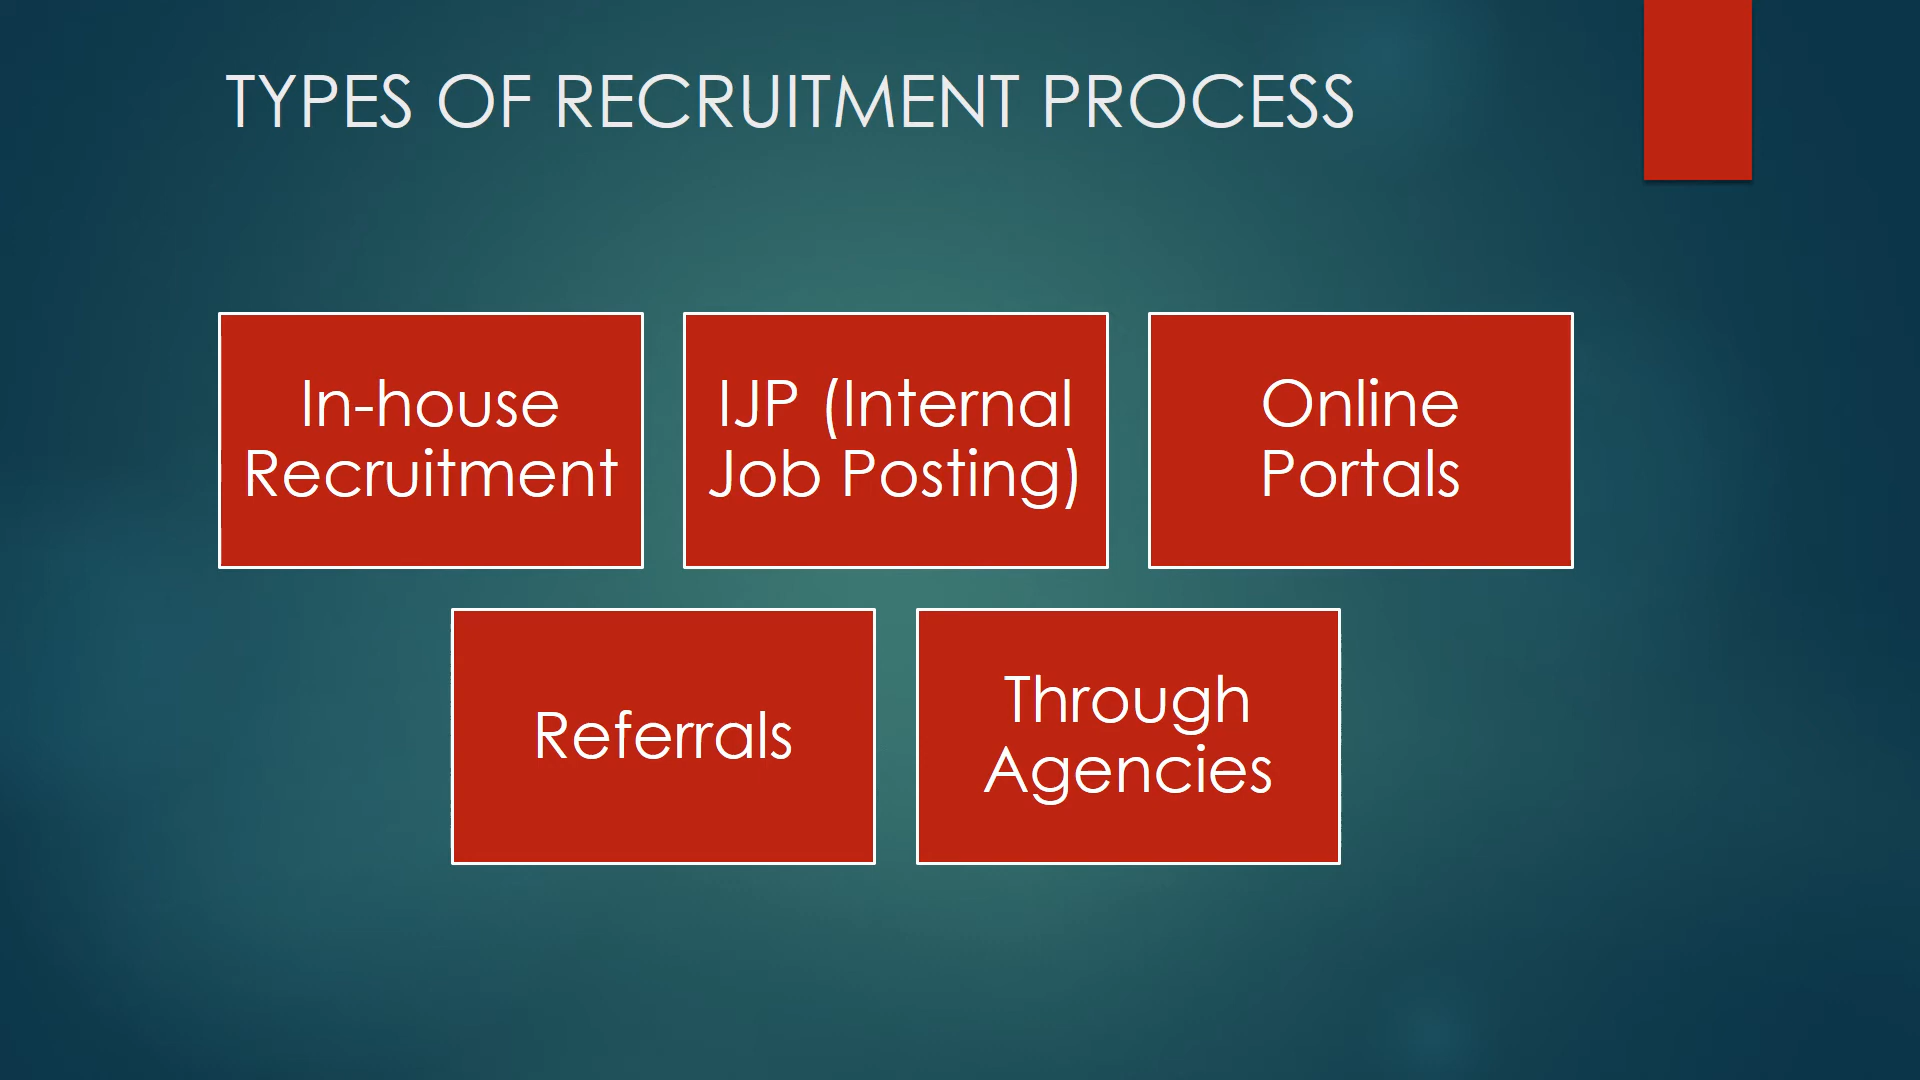 TYPES OF RECRUITMENT PROCESS
In-house
Recruitment
IJP (Internal
Job Posting)
Online
Portals
Referrals
Through
Agencies